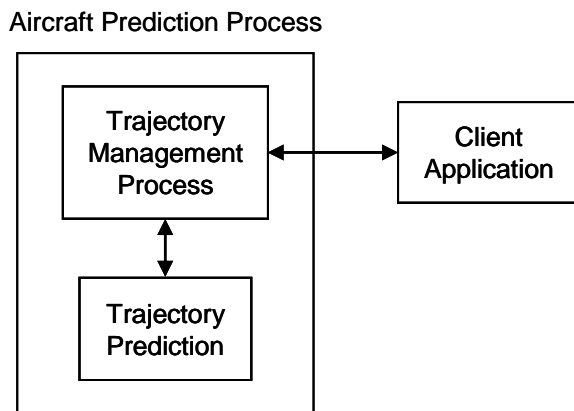 Aircraft Prediction Process
Trajectory
Management
Process
Client
Application
Trajectory
Prediction